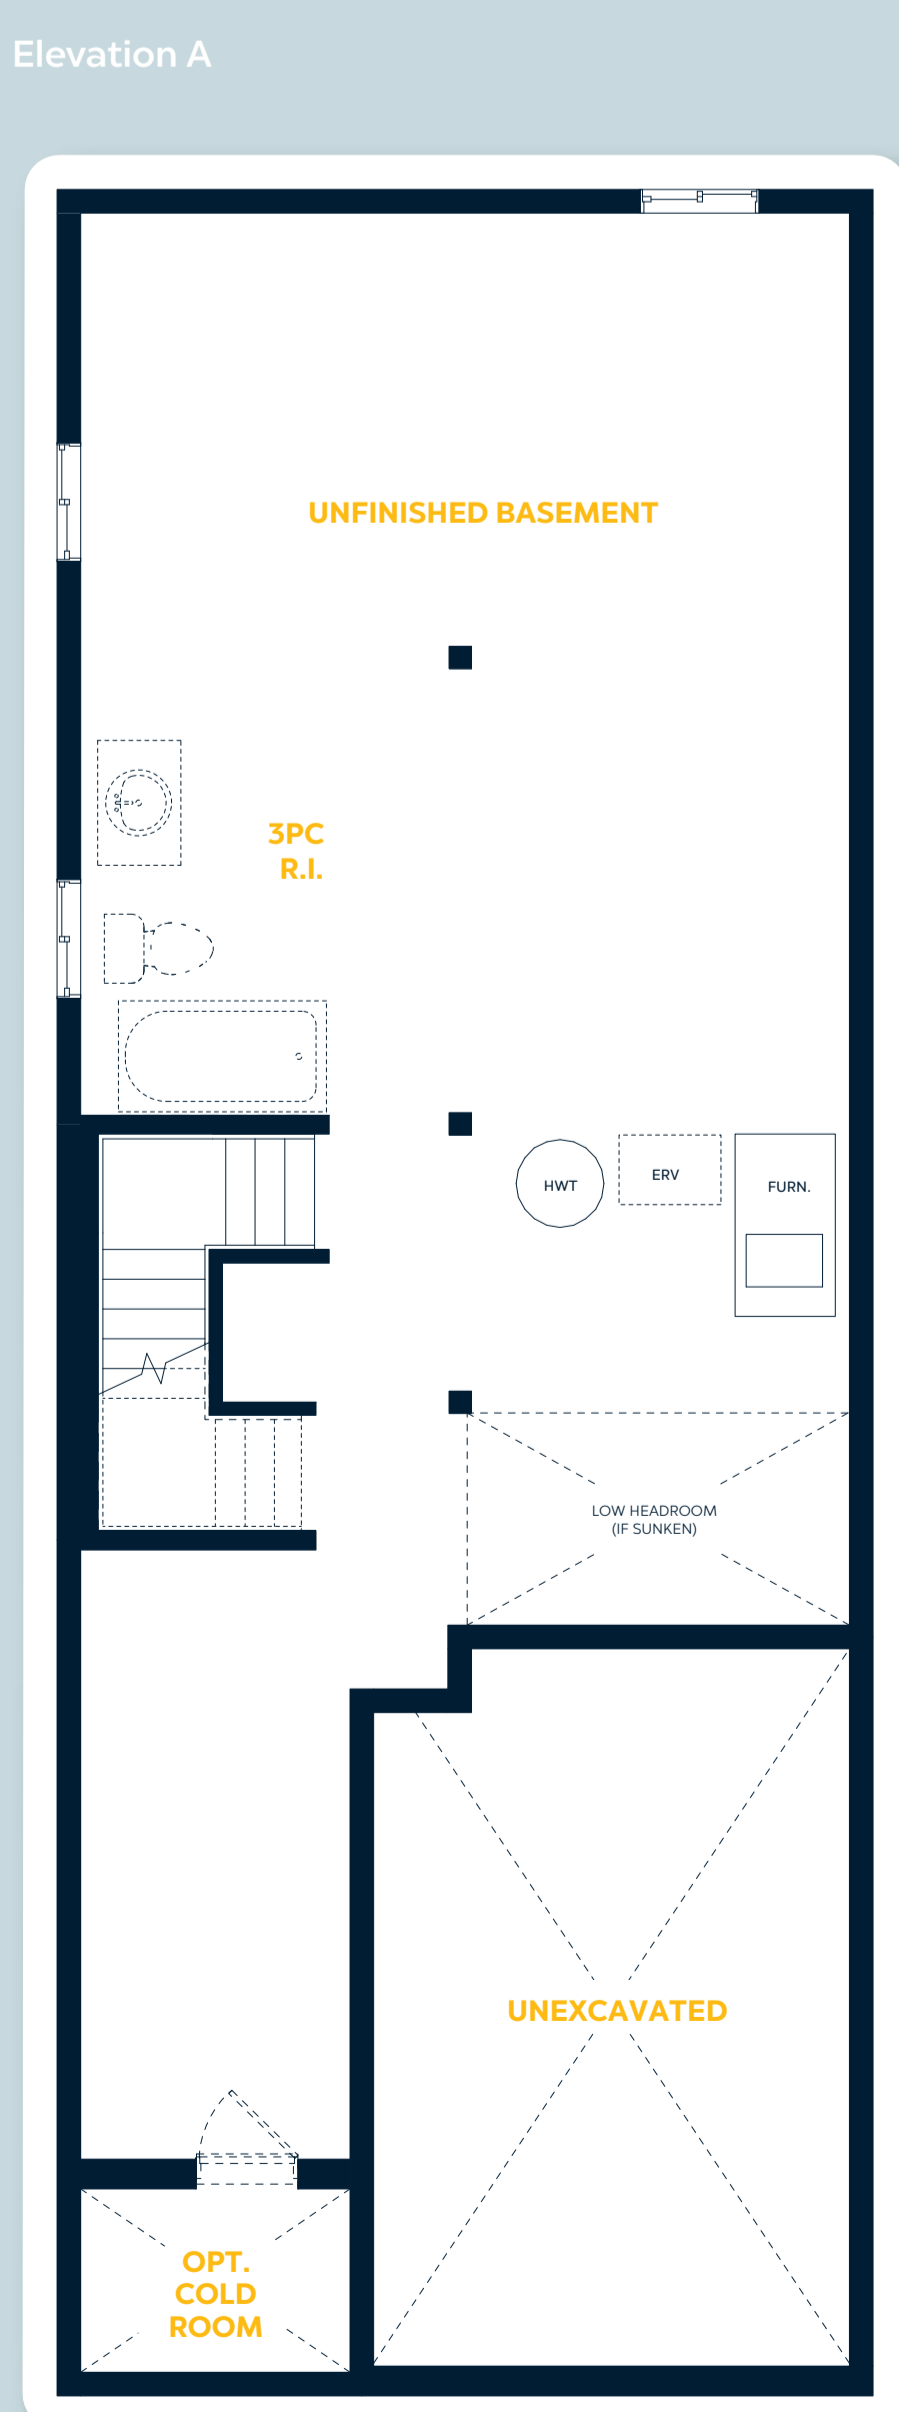 Elevation A
UNFINISHED BASEMENT
3PC
R.I.
HWT
ERV
FURN.
LOW HEADROOM
(IF SUNKEN)
UNEXCAVATED
OPT.
COLD
ROOM